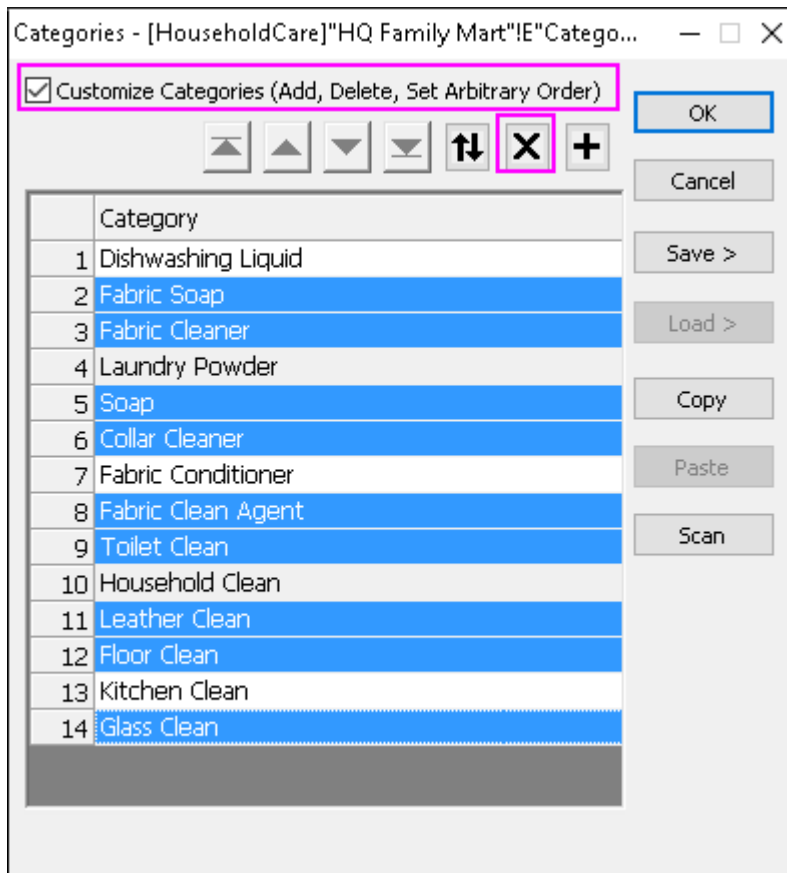 Categories - [HouseholdCare]"HQ Family Mart"!E"Catego...
Customize Categories (Add, Delete, Set Arbitrary Order)
OK
Cancel
Category
1 Dishwashing Liquid
Save >
2 Fabric Soap
3 Fabric Cleaner
Load >
4 Laundry Powder
5 Soap
Copy
6 Collar Cleaner
7 Fabric Conditioner
Paste
8 Fabric Clean Agent
9 Toilet Clean
Scan
10 Household Clean
11 Leather Clean
12 Floor Clean
13 Kitchen Clean
14 Glass Clean